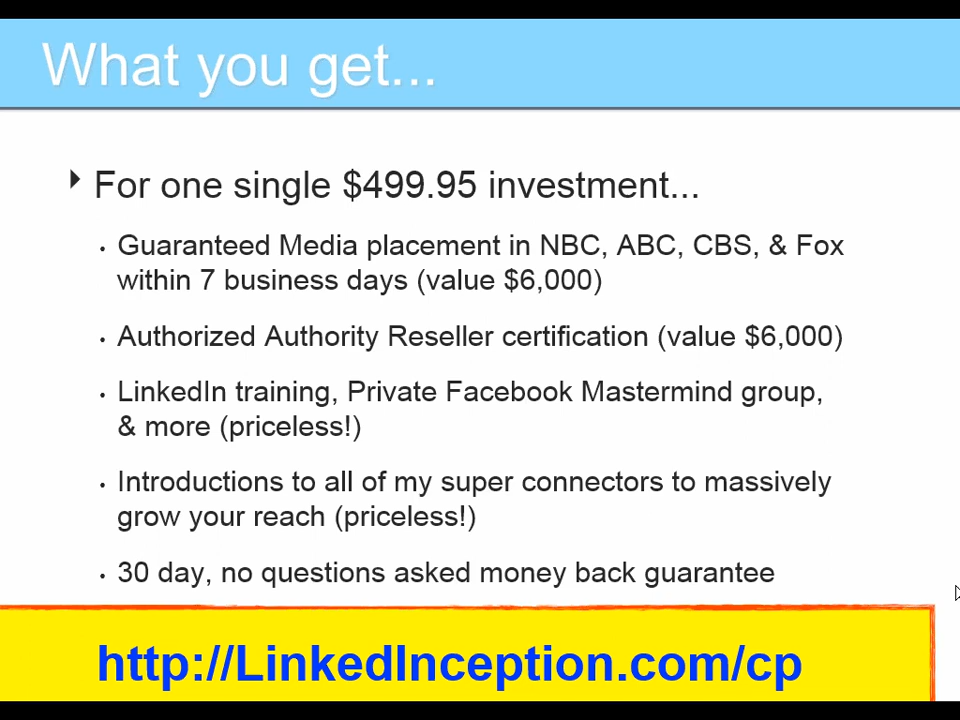 What you get...
For one single $499.95 investment...
Guaranteed Media placement in NBC, ABC, CBS, & Fox
within 7 business days (value $6,000)
Authorized Authority Reseller certification (value $6,000)
LinkedIn training, Private Facebook Mastermind group,
& more (priceless!)
Introductions to all of my super connectors to massively
grow your reach (priceless!)
30 day, no questions asked money back guarantee
http://LinkedInception.com/cp